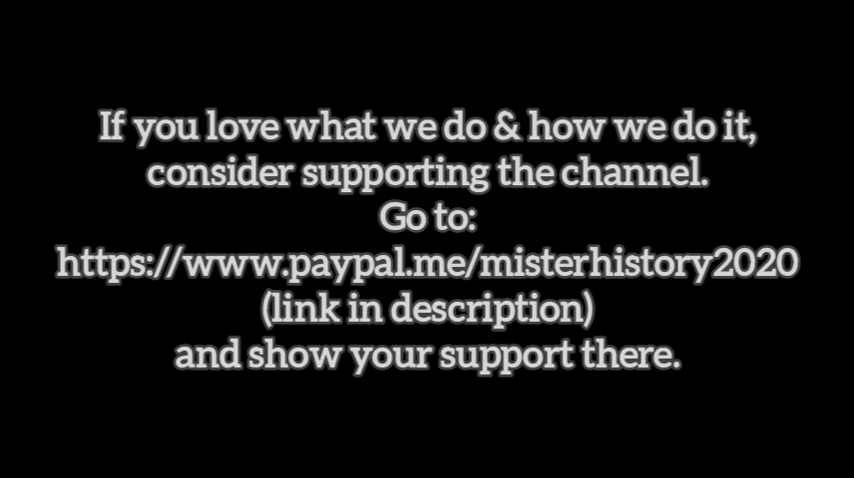 If you love what we do & how we do it,
consider supporting the channel.
Go to:
https://www.paypal.me/misterhistory2020
(link in description)
and show your support there.